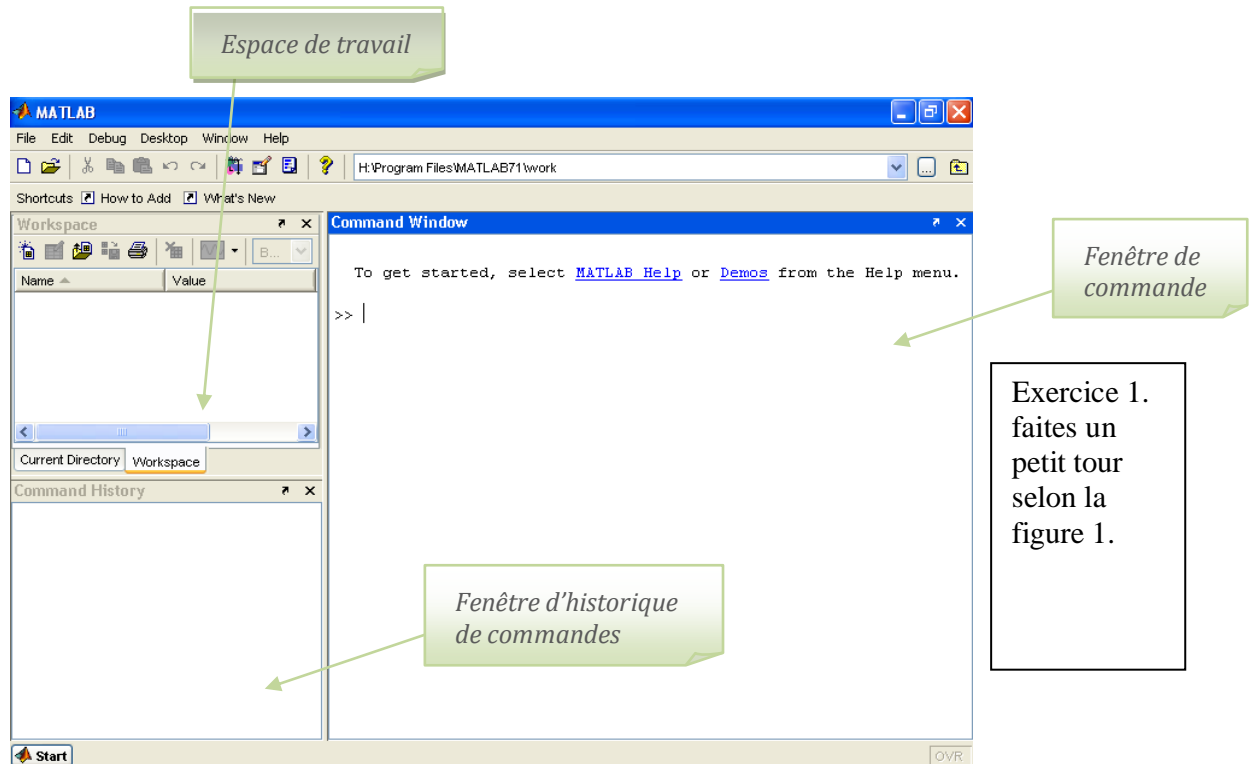 Espace de travail
MATLAB
File Edit Debug Desktop Window Help
H:\Program Files\MATLAB71\work
...
Shortcuts How to Add What's New
Workspace
B...
Name Value
Current Directory Workspace
Command History
Command Window
To get started, select MATLAB Help or Demos from the Help menu.
>>
Fenêtre de
commande
Exercice 1.
faites un
petit tour
selon la
figure 1.
Fenêtre d'historique
de commandes
Start
OVR